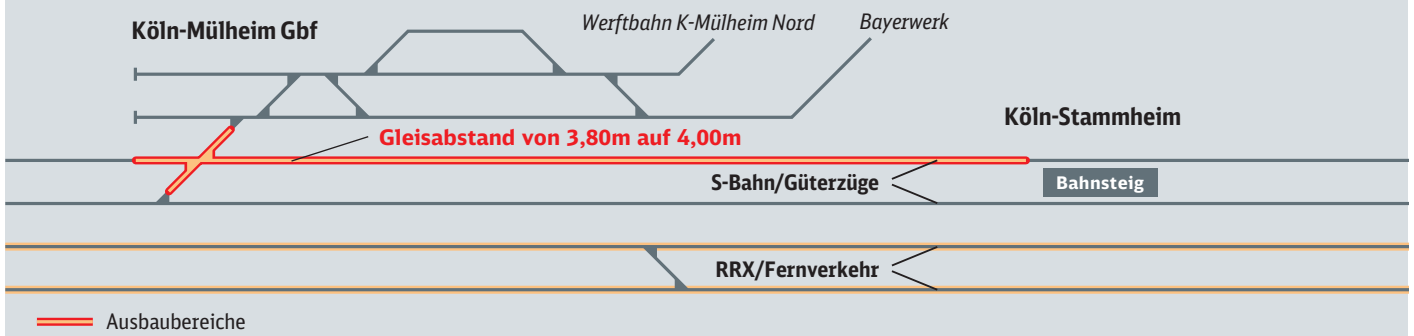 Köln-Mülheim Gbf
Werftbahn K-Mülheim Nord
Bayerwerk
Köln-Stammheim
Gleisabstand von 3,80m auf 4,00m
S-Bahn/Güterzüge
Bahnsteig
RRX/Fernverkehr
Ausbaubereiche